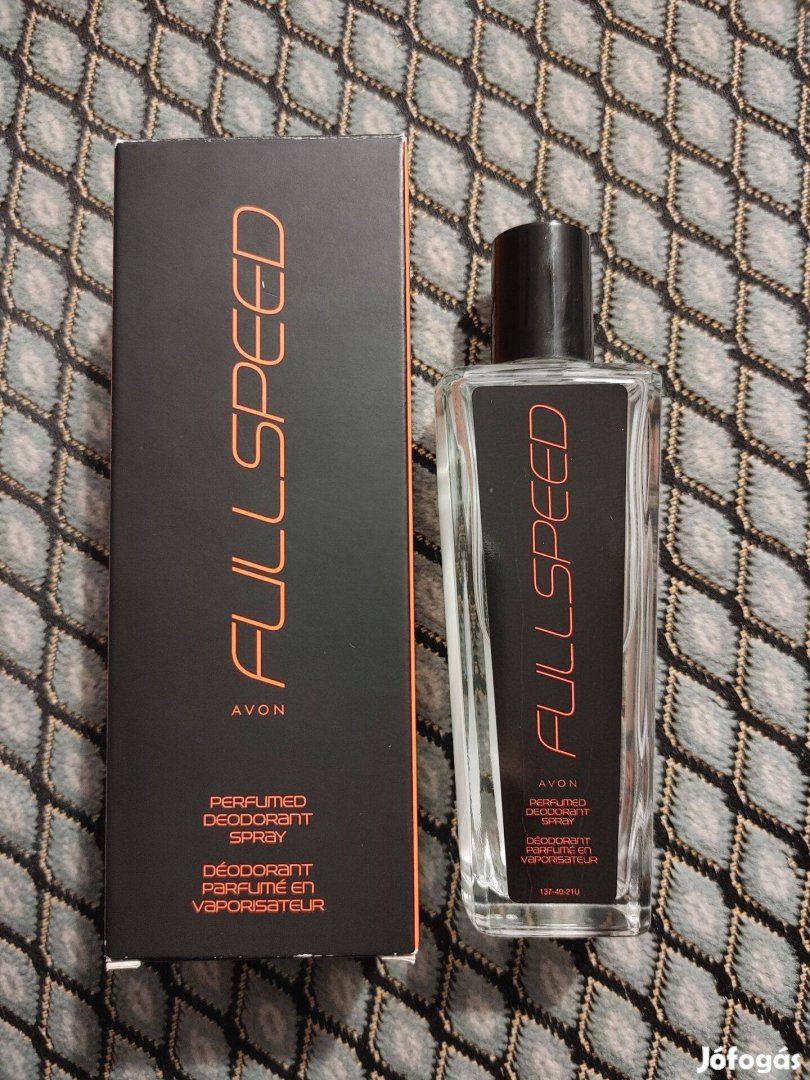 FULLSPEED
AVON
PERFUMED
DEODORANT
SPRAY
DÉODORANT
PARFUMÉ EN
VAPORISATEUR
FULLSPEED
AVON
PERFUMED
DEODORANT
SPRAY
DÉODORANT
PARFUMÉ EN
VAPORISATEUR
137-40-21U
Jófogás